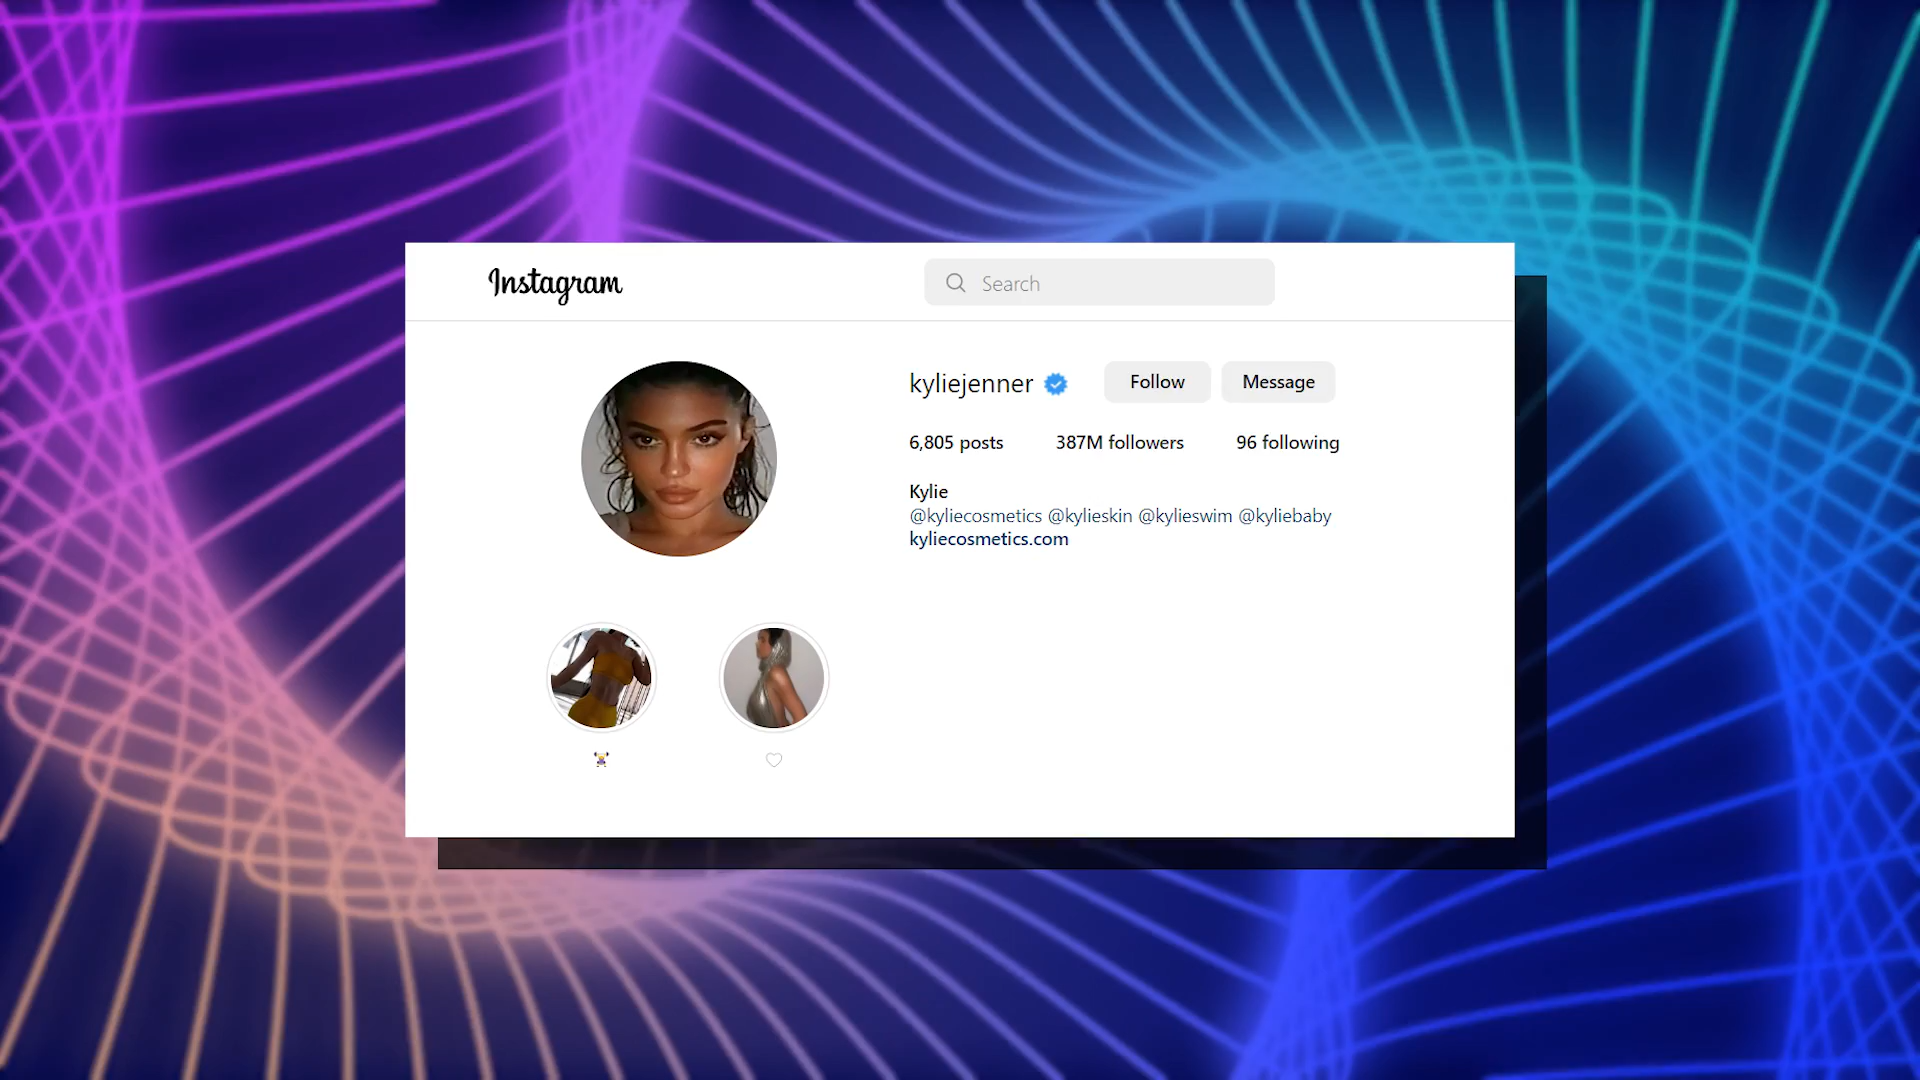 Instagram
Search
kyliejenner Follow Message
6,805 posts 387M followers 96 following
Kylie
@kyliecosmetics @kylieskin @kylieswim @kyliebaby
kyliecosmetics.com